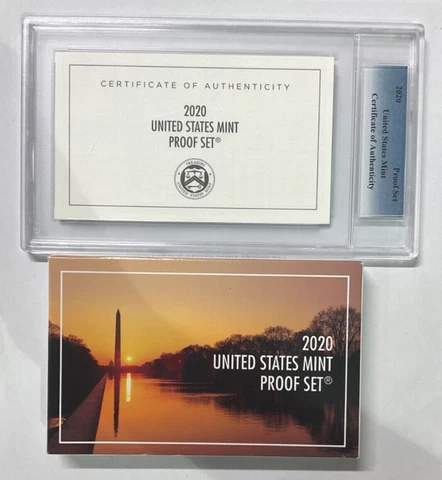 CERTIFICATE OF AUTHENTICITY
2020
UNITED STATES MINT
PROOF SET®
2020
United States Mint
Proof Set
Certificate of Authenticity
2020
UNITED STATES MINT
PROOF SET®